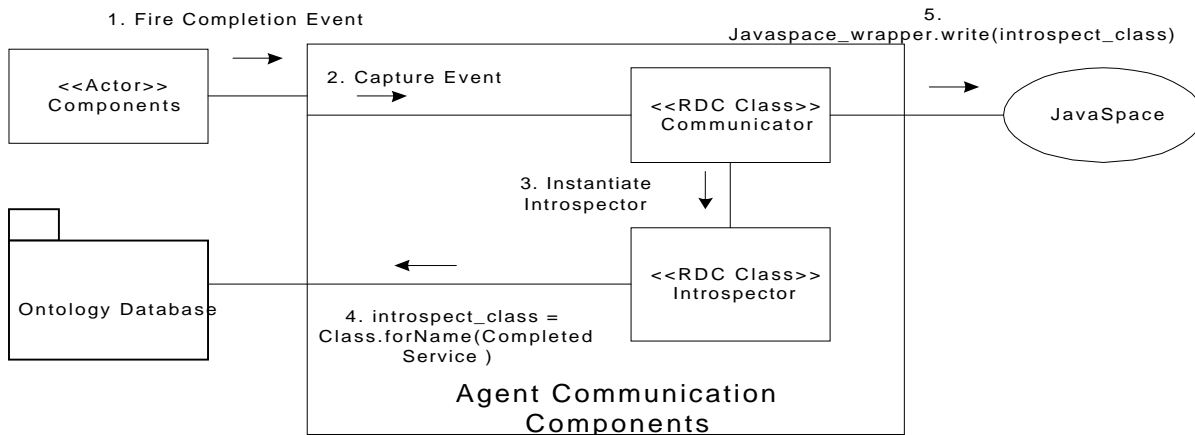 1. Fire Completion Event
5.
Javaspace_wrapper.write(introspect_class)
<<Actor>>
Components
2. Capture Event
<<RDC Class>>
Communicator
JavaSpace
3. Instantiate
Introspector
Ontology Database
<<RDC Class>>
Introspector
4. introspect_class =
Class.forName(Completed
Service )
Agent Communication
Components